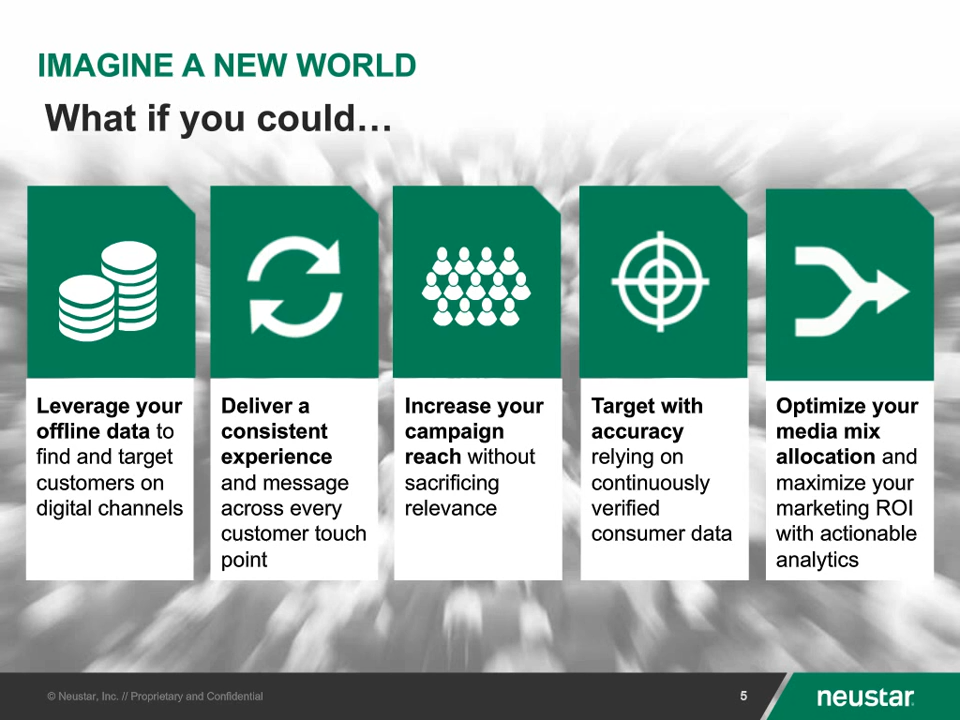 IMAGINE A NEW WORLD
What if you could…
Leverage your
offline data to
find and target
customers on
digital channels
Deliver a
consistent
experience
and message
across every
customer touch
point
Increase your
campaign
reach without
sacrificing
relevance
Target with
accuracy
relying on
continuously
verified
consumer data
Optimize your
media mix
allocation and
maximize your
marketing ROI
with actionable
analytics
© Neustar, Inc. // Proprietary and Confidential
5
neustar